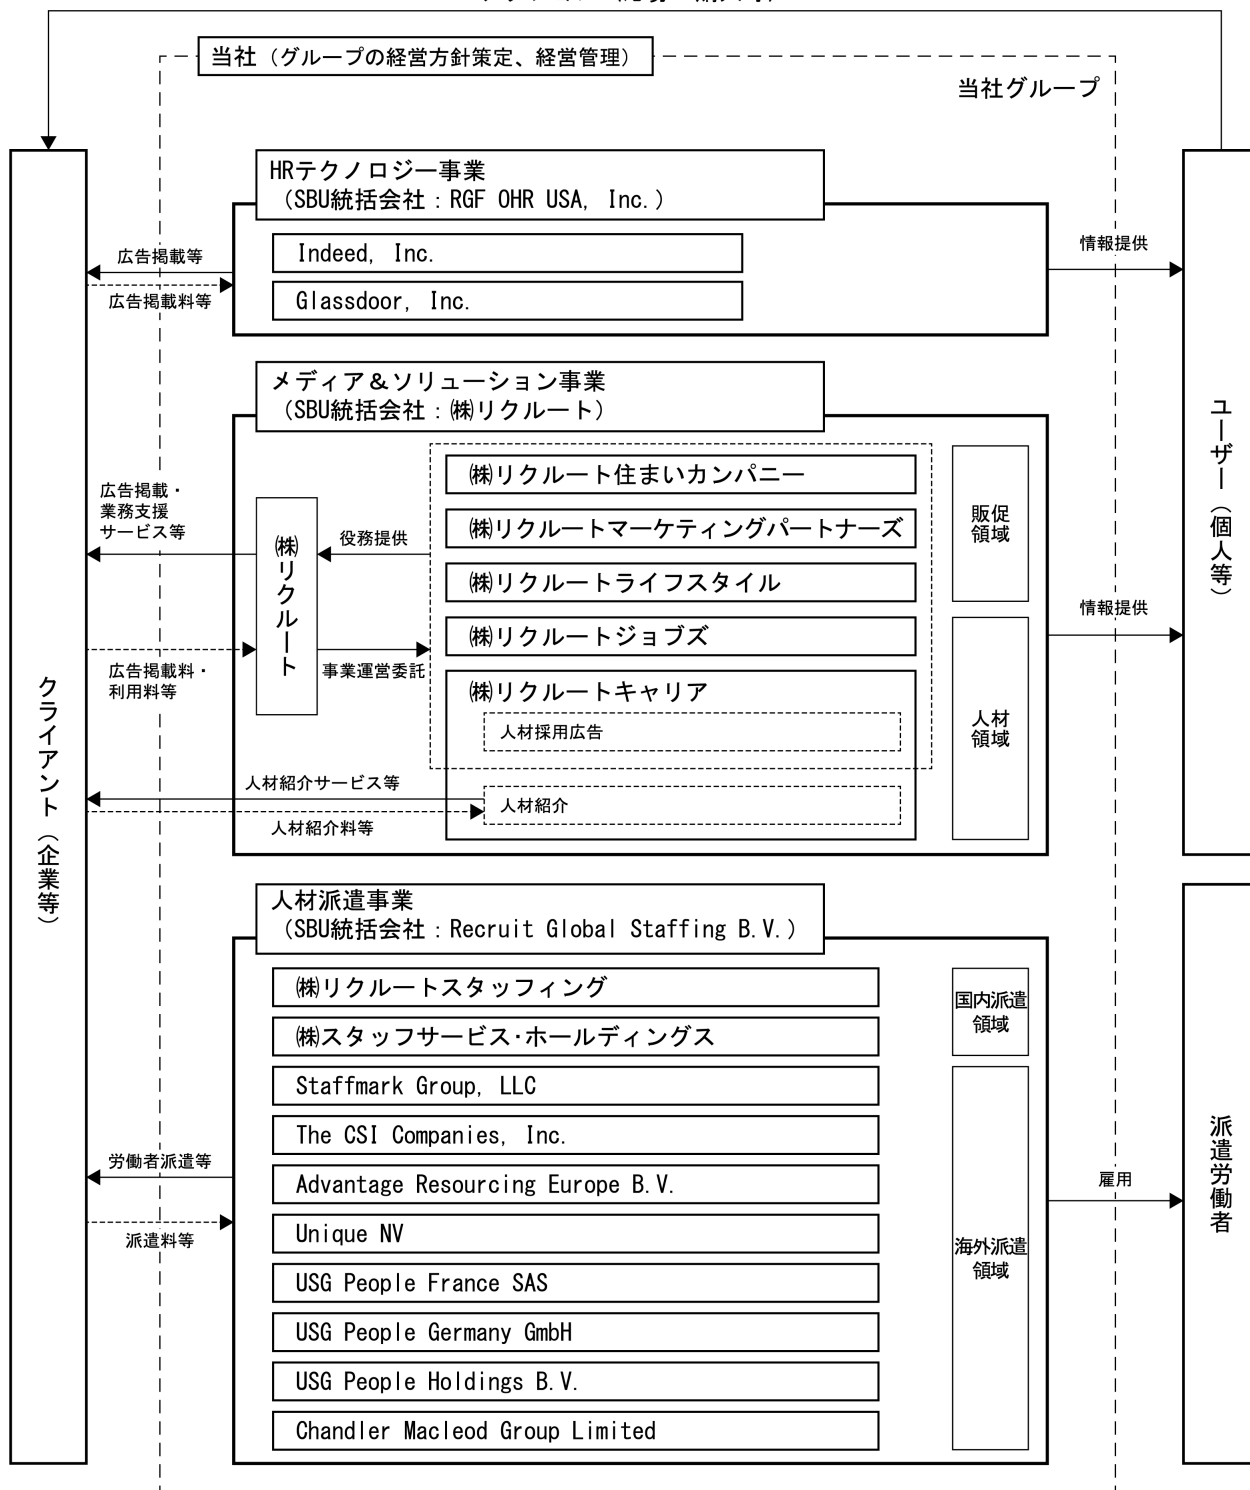 当社（グループの経営方針策定、経営管理）
当社グループ
HRテクノロジー事業
（SBU統括会社：RGF OHR USA, Inc.）
Indeed, Inc.
Glassdoor, Inc.
広告掲載等
広告掲載料等
情報提供
メディア＆ソリューション事業
（SBU統括会社：㈱リクルート）
㈱リクルート住まいカンパニー
㈱リクルートマーケティングパートナーズ
㈱リクルートライフスタイル
㈱リクルートジョブズ
㈱リクルートキャリア
人材採用広告
人材紹介
販促
領域
人材
領域
広告掲載・
業務支援
サービス等
広告掲載料・
利用料等
㈱リクルート
役務提供
事業運営委託
人材紹介サービス等
人材紹介料等
情報提供
クライアント（企業等）
ユーザー（個人等）
人材派遣事業
（SBU統括会社：Recruit Global Staffing B.V.）
㈱リクルートスタッフィング
㈱スタッフサービス・ホールディングス
Staffmark Group, LLC
The CSI Companies, Inc.
Advantage Resourcing Europe B.V.
Unique NV
USG People France SAS
USG People Germany GmbH
USG People Holdings B.V.
Chandler Macleod Group Limited
国内派遣
領域
海外派遣
領域
労働者派遣等
派遣料等
雇用
派遣労働者